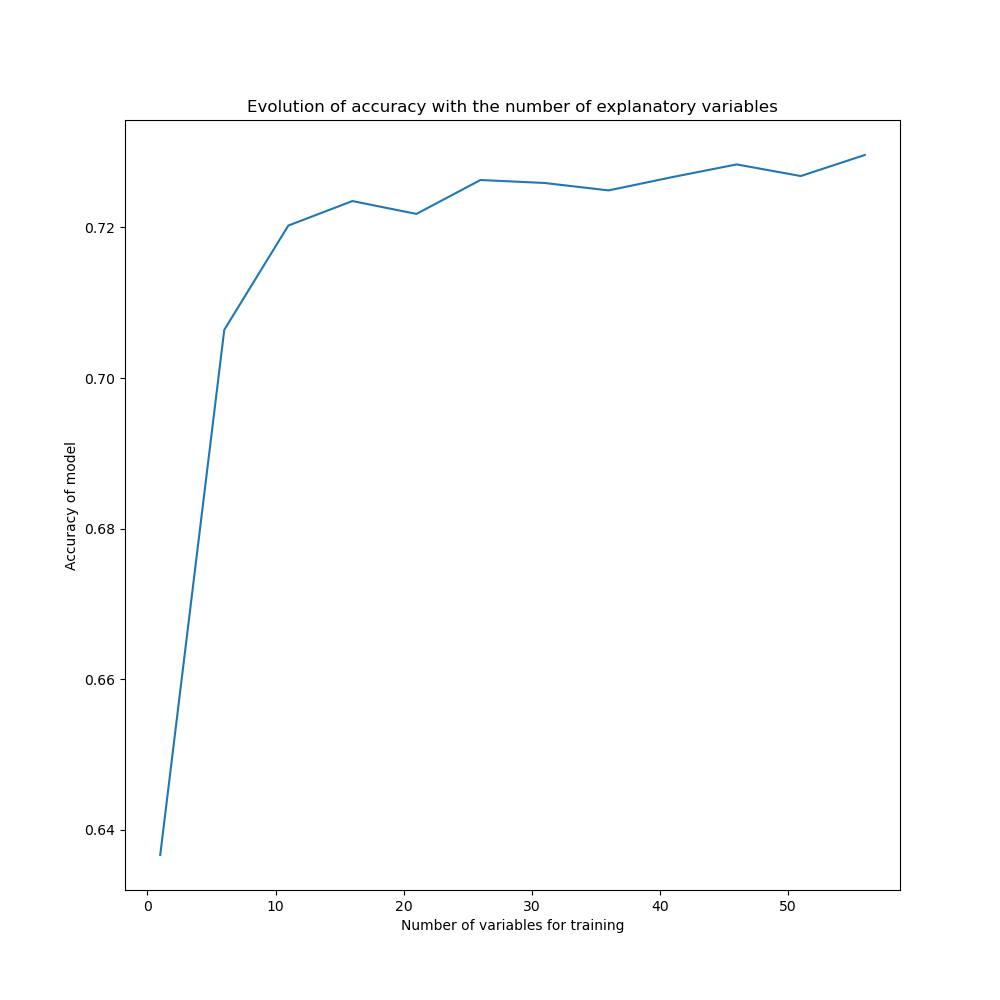 Evolution of accuracy with the number of explanatory variables
0.72
0.70
0.68
0.66
0.64
Accuracy of model
0 10 20 30 40 50
Number of variables for training